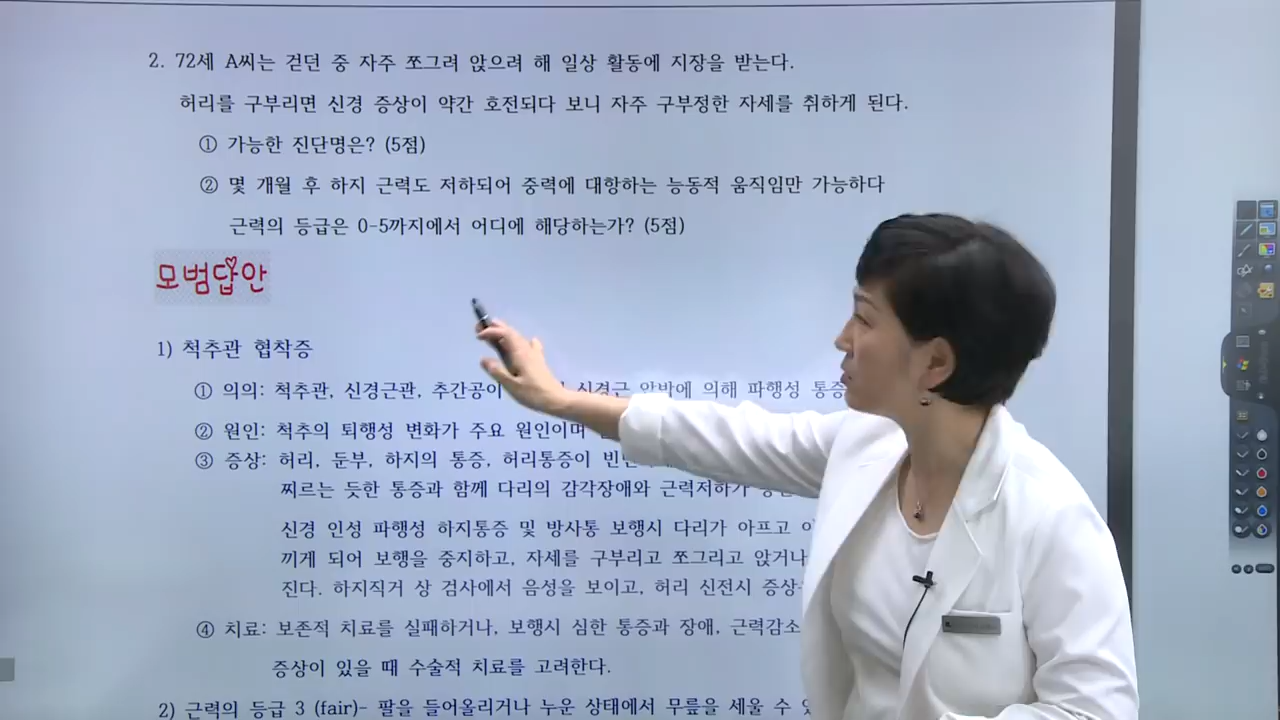 2. 72세 A씨는 걷던 중 자주 쪼그려 앉으려 해 일상 활동에 지장을 받는다.
허리를 구부리면 신경 증상이 약간 호전되다 보니 자주 구부정한 자세를 취하게 된다.
① 가능한 진단명은? (5점)
② 몇 개월 후 하지 근력도 저하되어 중력에 대항하는 능동적 움직임만 가능하다
근력의 등급은 0-5까지에서 어디에 해당하는가? (5점)
모범답안
1) 척추관 협착증
① 의의: 척추관, 신경근관, 추간공이 신경근 압박에 의해 파행성 통증
② 원인: 척추의 퇴행성 변화가 주요 원인이며
③ 증상: 허리, 둔부, 하지의 통증, 허리통증이
찌르는 듯한 통증과 함께 다리의 감각장애와 근력저하가
신경 인성 파행성 하지통증 및 방사통 보행시 다리가 아프고
끼게 되어 보행을 중지하고, 자세를 구부리고 쪼그리고 앉거나
진다. 하지직거 상 검사에서 음성을 보이고, 허리 신전시 증상
④ 치료: 보존적 치료를 실패하거나, 보행시 심한 통증과 장애, 근력감소
증상이 있을 때 수술적 치료를 고려한다.
2) 근력의 등급 3 (fair)- 팔을 들어올리거나 누운 상태에서 무릎을 세울 수